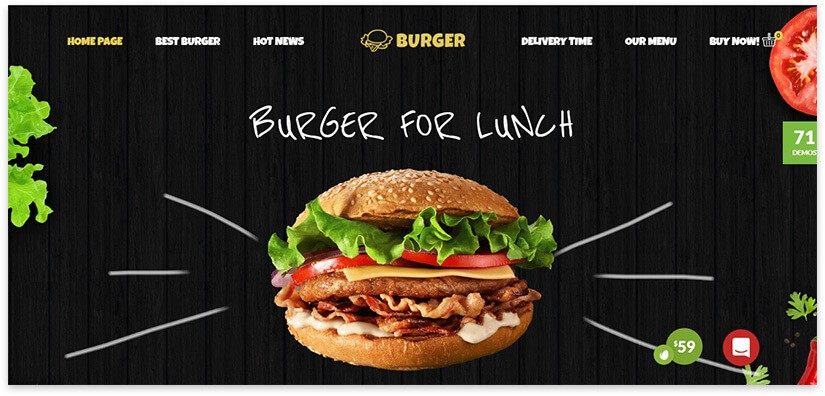 HOME PAGE BEST BURGER HOT NEWS BURGER DELIVERY TIME OUR MENU BUY NOW! 0
BURGER FOR LUNCH
71
DEMOS
$59